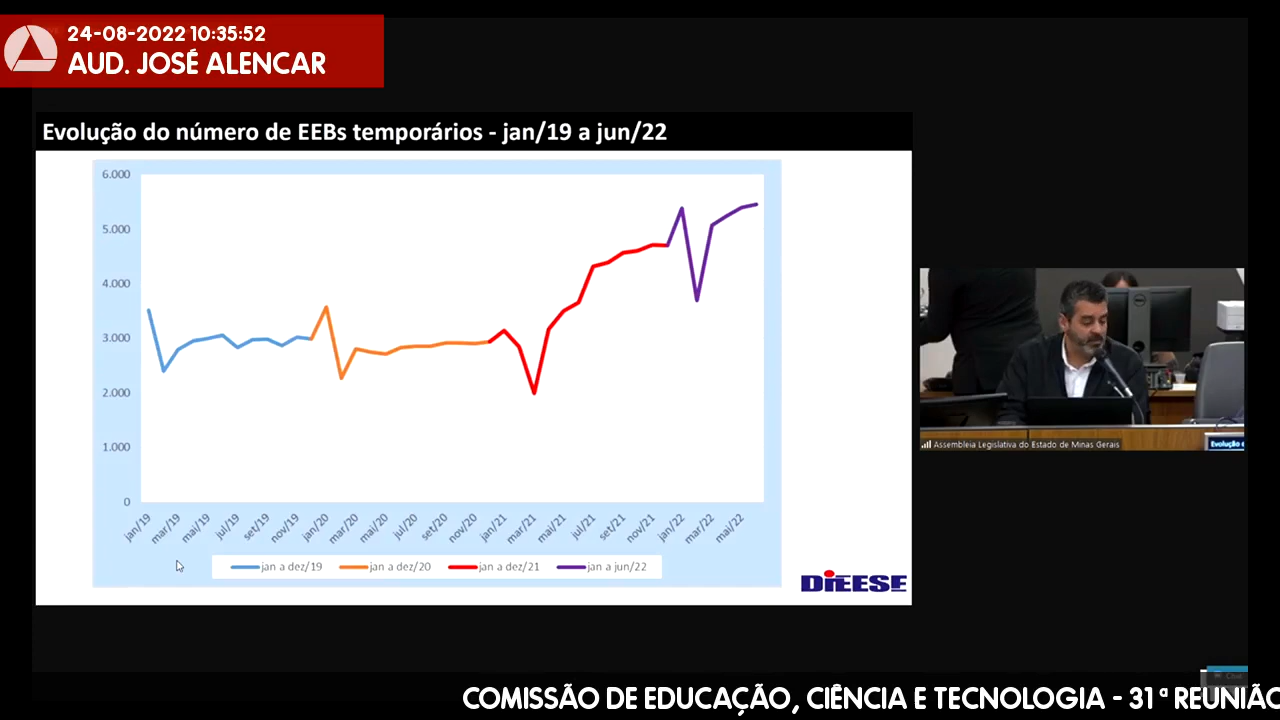 24-08-2022 10:35:52
AUD. JOSÉ ALENCAR
Evolução do número de EEBs temporários - jan/19 a jun/22
6.000
5.000
4.000
3.000
2.000
1.000
0
jan/19 mar/19 mai/19 jul/19 set/19 nov/19 jan/20 mar/20 mai/20 jul/20 set/20 nov/20 jan/21 mar/21 mai/21 jul/21 set/21 nov/21 jan/22 mar/22 mai/22
jan a dez/19 jan a dez/20 jan a dez/21 jan a jun/22
DIEESE
DELL
Assembleia Legislativa do Estado de Minas Gerais
Evolução
Chat
COMISSÃO DE EDUCAÇÃO, CIÊNCIA E TECNOLOGIA - 31ª REUNIÃO